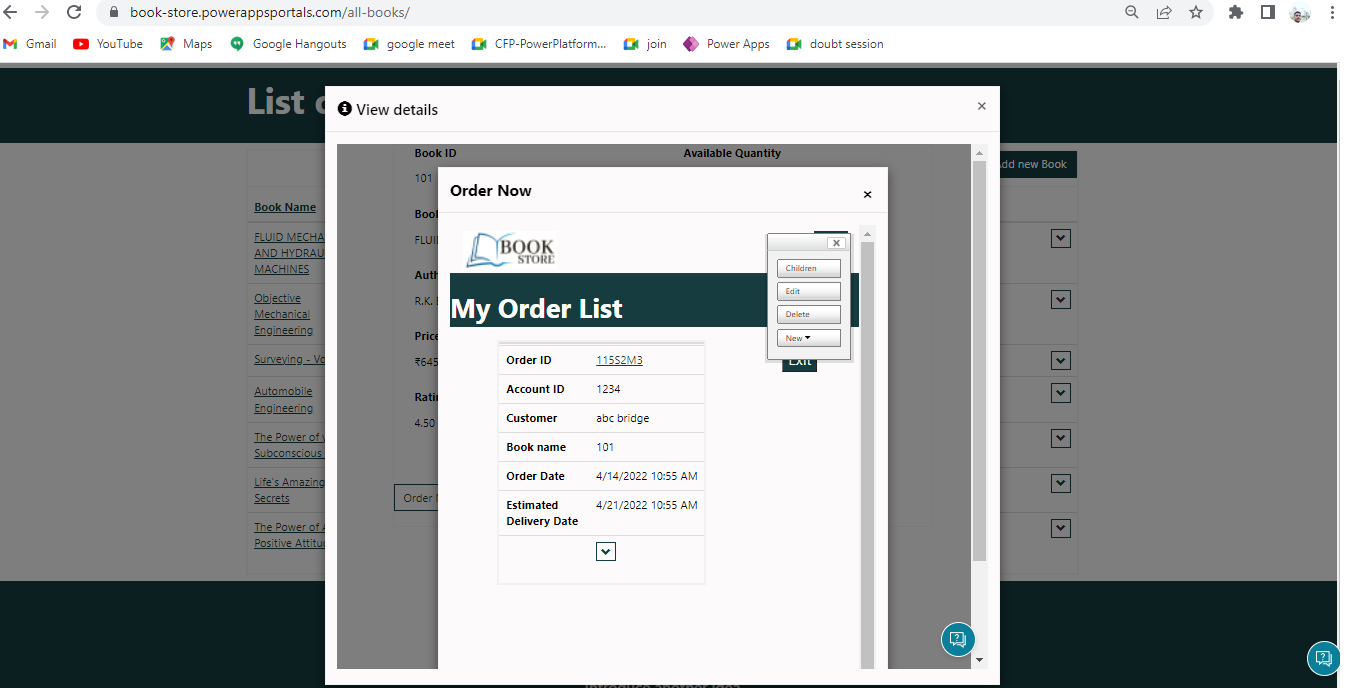 book-store.powerappsportals.com/all-books/
Gmail
YouTube
Maps
Google Hangouts
google meet
CFP-PowerPlatform...
join
Power Apps
doubt session
List
View details
Book ID
Available Quantity
101
dd new Book
Order Now
Book Name
FLUID MECHA
AND HYDRAU
MACHINES
BOOK
STORE
Children
Edit
Delete
New
R.K.
Objective
Mechanical
Engineering
My Order List
Price
₹645
Surveying - Vo
Order ID 115S2M3
Exit
Account ID 1234
Automobile
Engineering
4.50
Customer abc bridge
The Power of
Subconscious
Book name 101
Order Date 4/14/2022 10:55 AM
Life's Amazing
Secrets
Order
Estimated
Delivery Date
4/21/2022 10:55 AM
The Power of
Positive Attitu